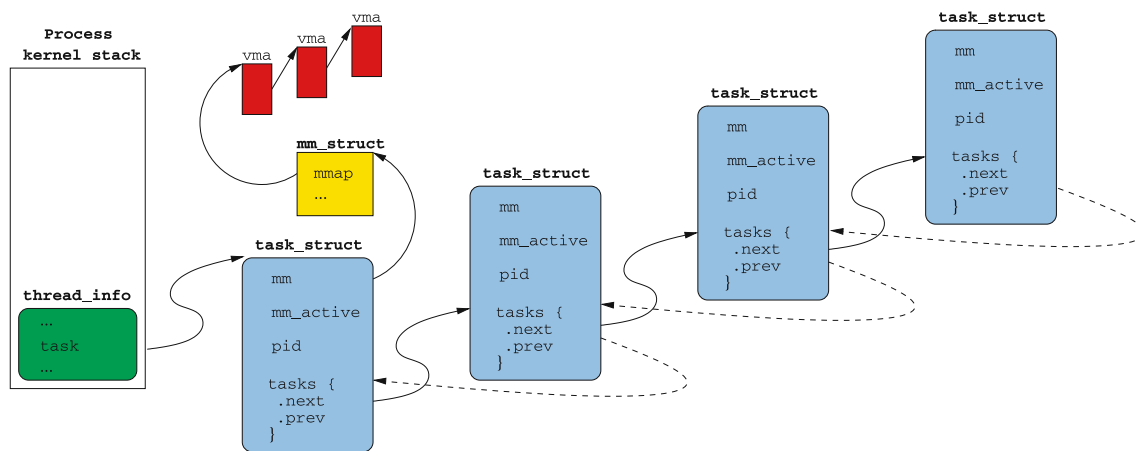 Process
kernel stack
thread_info
...
task
...
vma
vma
vma
mm_struct
mmap
...
task_struct
mm
mm_active
pid
tasks {
.next
.prev
}
task_struct
mm
mm_active
pid
tasks {
.next
.prev
}
task_struct
mm
mm_active
pid
tasks {
.next
.prev
}
task_struct
mm
mm_active
pid
tasks {
.next
.prev
}